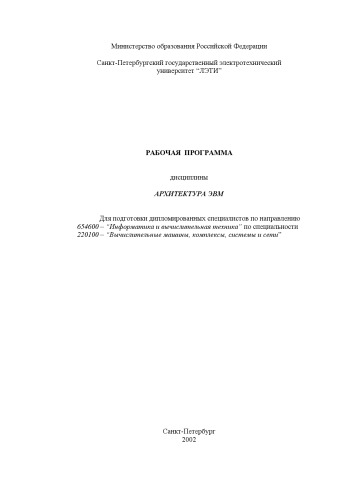 Министерство образования Российской Федерации
Санкт-Петербургский государственный электротехнический
университет “ЛЭТИ”
РАБОЧАЯ ПРОГРАММА
дисциплины
АРХИТЕКТУРА ЭВМ
Для подготовки дипломированных специалистов по направлению
654600 – “Информатика и вычислительная техника” по специальности
220100 – “Вычислительные машины, комплексы, системы и сети”
Санкт-Петербург
2002